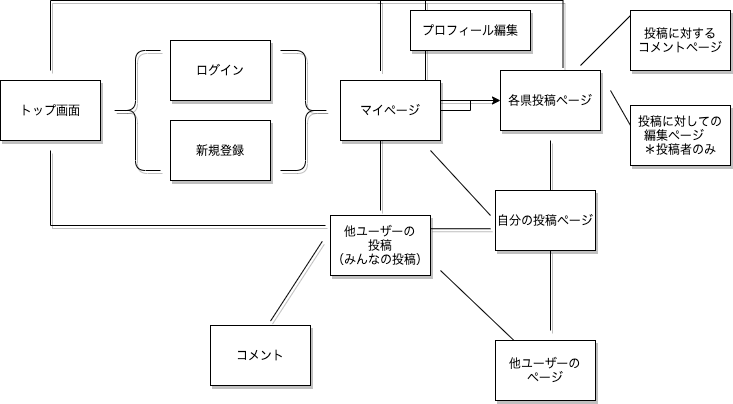 プロフィール編集
投稿に対する
コメントページ
ログイン
トップ画面
マイページ
各県投稿ページ
新規登録
投稿に対しての
編集ページ
＊投稿者のみ
他ユーザーの
投稿
（みんなの投稿）
自分の投稿ページ
コメント
他ユーザーの
ページ